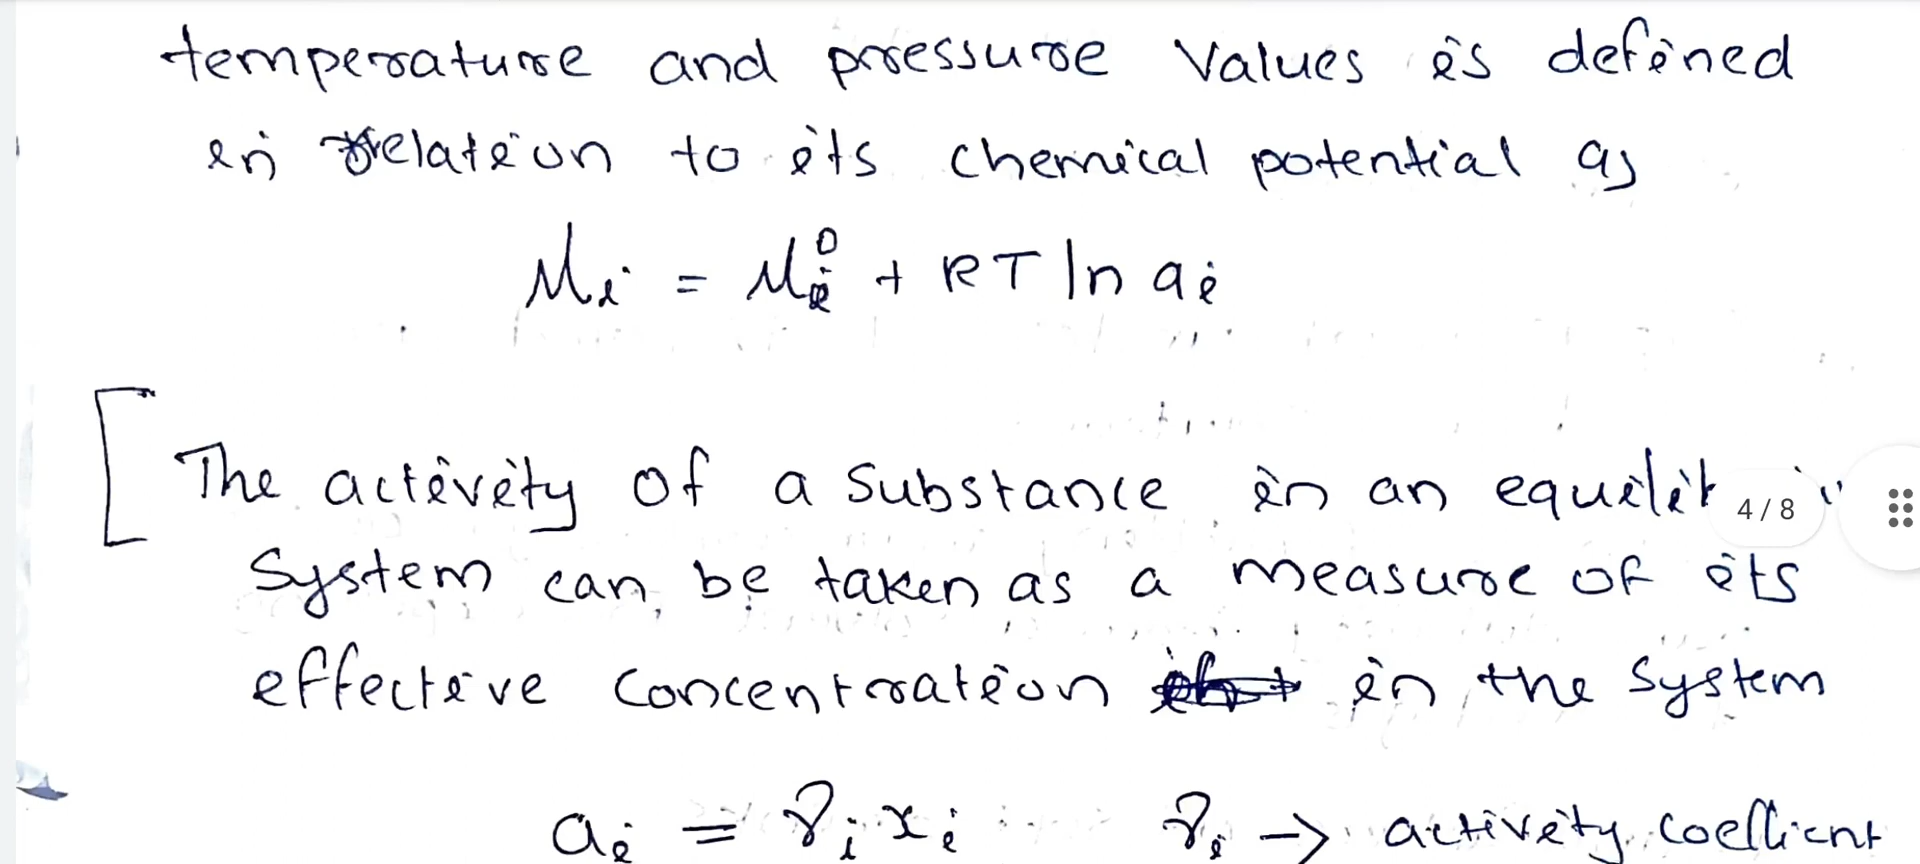 temperature and pressure values is defined
in relation to its chemical potential as
μi = μi⁰ + RT ln ai
[The activity of a substance in an
4 / 8
system can be taken as a measure of its
effective concentration in the system
ai = γi xi    γi → activity coefficient